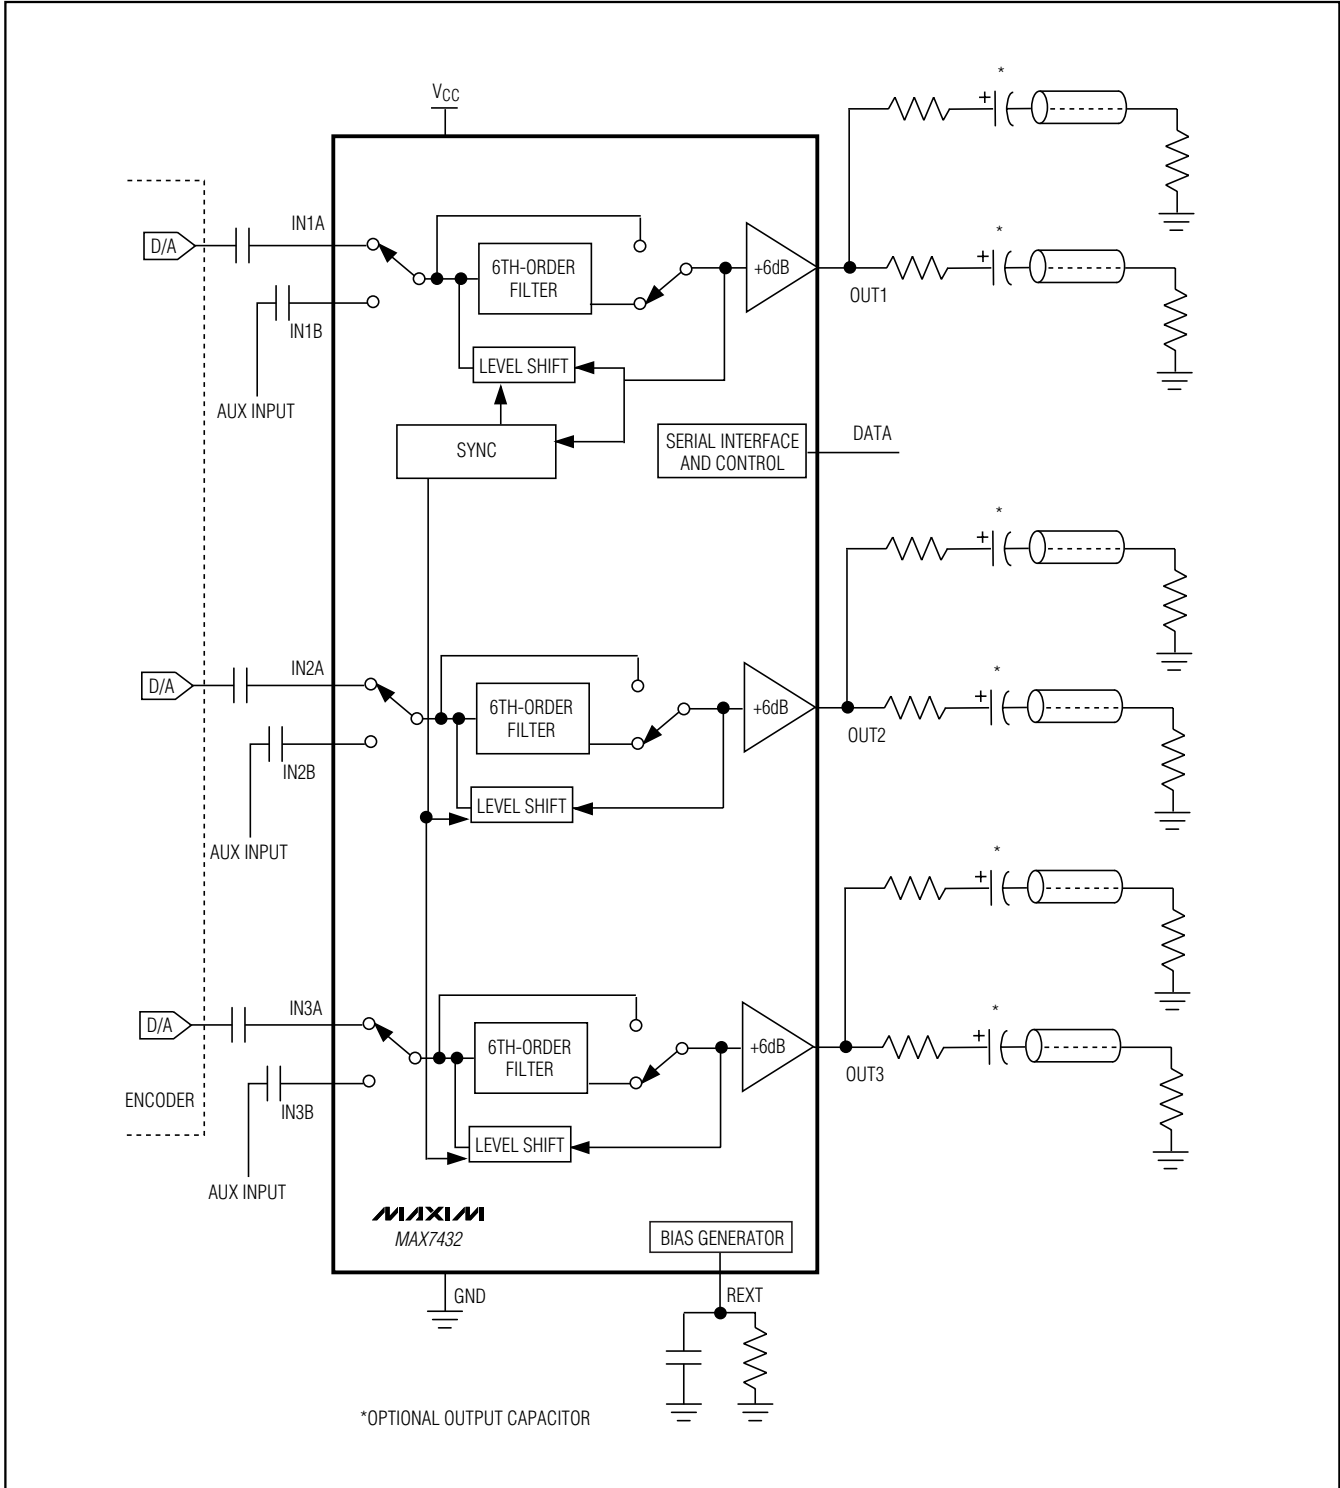 VCC
*
+
D/A
IN1A
6TH-ORDER
FILTER
+6dB
*
+
OUT1
IN1B
LEVEL SHIFT
AUX INPUT
SYNC
SERIAL INTERFACE
AND CONTROL
DATA
*
+
D/A
IN2A
6TH-ORDER
FILTER
+6dB
*
+
OUT2
IN2B
LEVEL SHIFT
AUX INPUT
*
+
D/A
IN3A
6TH-ORDER
FILTER
+6dB
*
+
OUT3
ENCODER
IN3B
LEVEL SHIFT
AUX INPUT
MAXIM
MAX7432
BIAS GENERATOR
GND
REXT
*OPTIONAL OUTPUT CAPACITOR